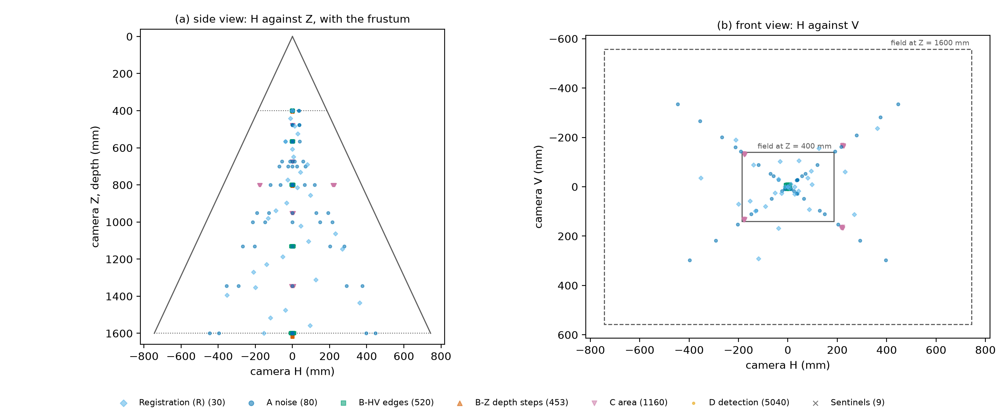 (a) side view: H against Z, with the frustum
0
200
400
600
800
1000
1200
1400
1600
camera Z, depth (mm)
−800 −600 −400 −200 0 200 400 600 800
camera H (mm)
(b) front view: H against V
−600
−400
−200
0
200
400
600
camera V (mm)
field at Z = 1600 mm
field at Z = 400 mm
−800 −600 −400 −200 0 200 400 600 800
camera H (mm)
Registration (R) (30) A noise (80) B-HV edges (520) B-Z depth steps (453) C area (1160) D detection (5040) Sentinels (9)